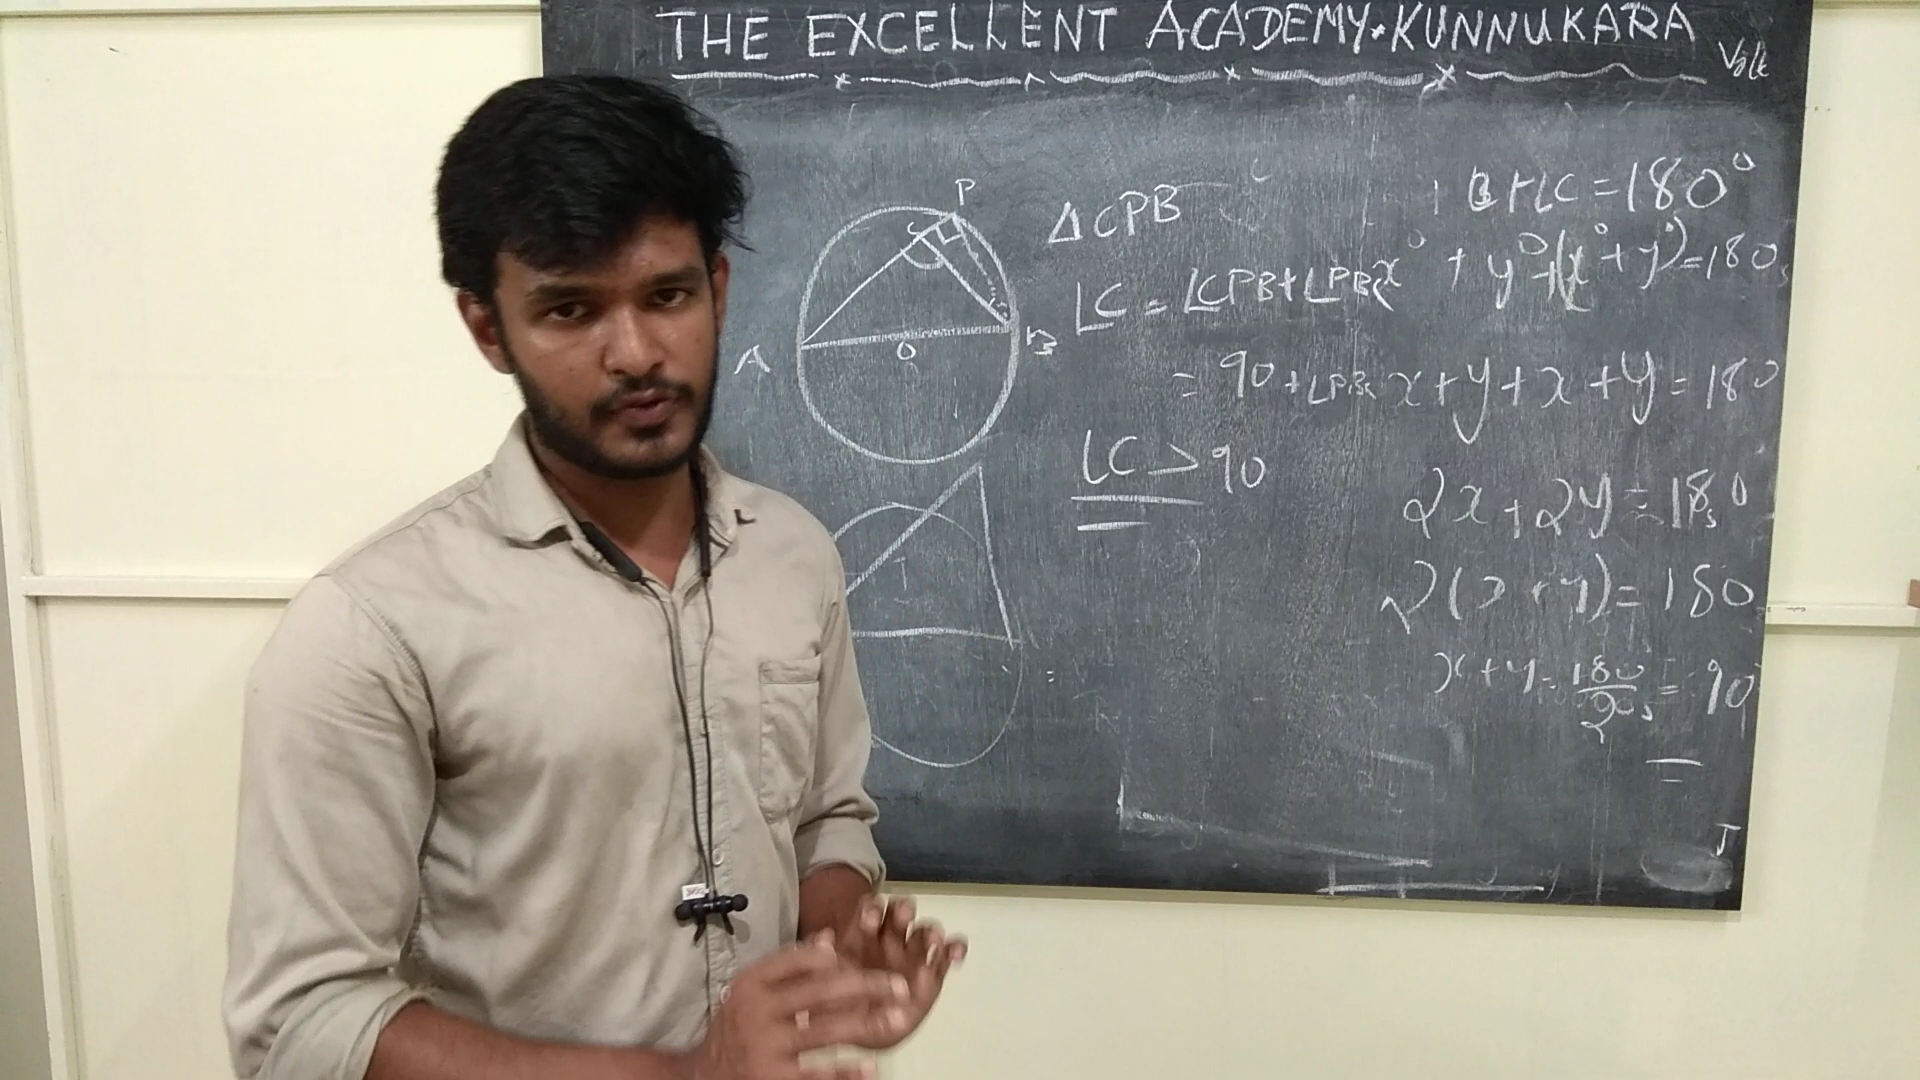 THE EXCELLENT ACADEMY KUNNUKARA
P
C
A
O
B
△CPB
∠C = ∠CPB+∠PBC
= 90 +∠PBC
∠C > 90
+∠C = 180°
x° + y° +(x° + y°) = 180
x + y + x + y = 180
2x + 2y = 180
2(x + y) = 180
x + y = 180/2 = 90